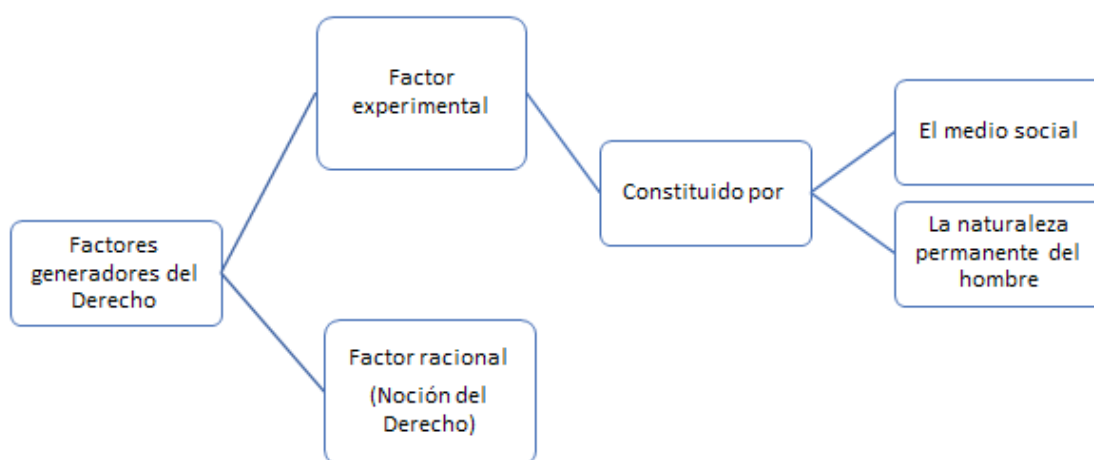 Factores
generadores del
Derecho
Factor
experimental
Factor racional
(Noción del
Derecho)
Constituido por
El medio social
La naturaleza
permanente del
hombre